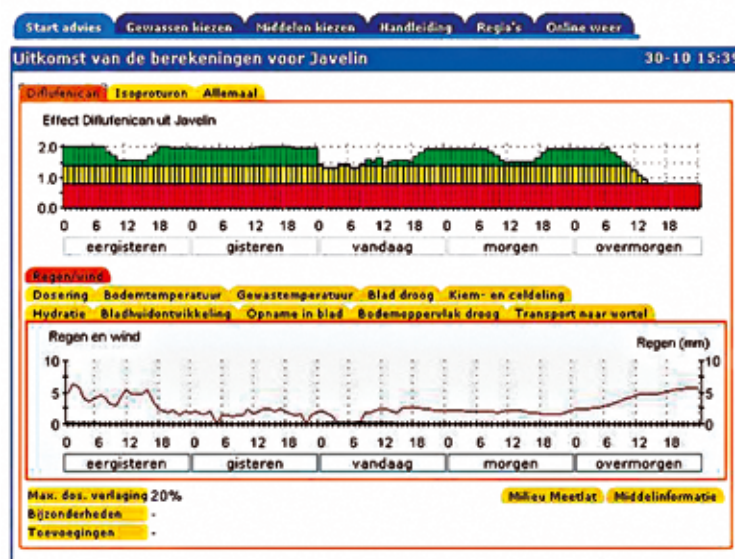 Start advies Gewassen kiezen Middelen kiezen Handleiding Regia's Online weer
Uitkomst van de berekeningen voor Javelin 30-10 15:39
Diflufenican Isoproturon Allemaal
Effect Diflufenican uit Javelin
2.0
1.0
0.0
0 6 12 18 0 6 12 18 0 6 12 18 0 6 12 18 0 6 12 18
eergisteren gisteren vandaag morgen overmorgen
Regen/wind
Dosering Bodemtemperatuur Gewastemperatuur Blad droog Kiem- en celdeling
Hydratie Bladhuidontwikkeling Opname in blad Bodemoppervlak droog Transport naar wortel
Regen en wind Regen (mm)
10 10
5 5
0 0
0 6 12 18 0 6 12 18 0 6 12 18 0 6 12 18 0 6 12 18
eergisteren gisteren vandaag morgen overmorgen
Max. dos. verlaging 20% Milieu Meetlat Middelinformatie
Bijzonderheden -
Toevoegingen -